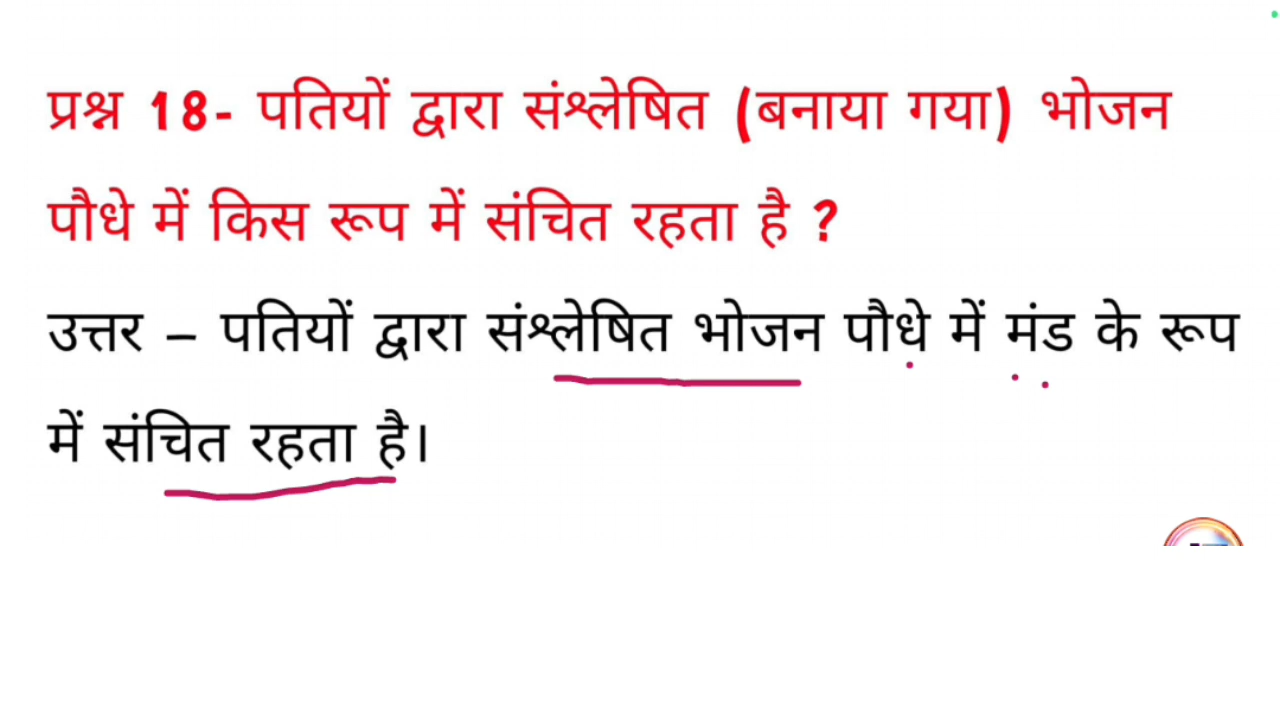 प्रश्न 18- पतियों द्वारा संश्लेषित (बनाया गया) भोजन
पौधे में किस रूप में संचित रहता है ?
उत्तर – पतियों द्वारा संश्लेषित भोजन पौधे में मंड के रूप
में संचित रहता है।